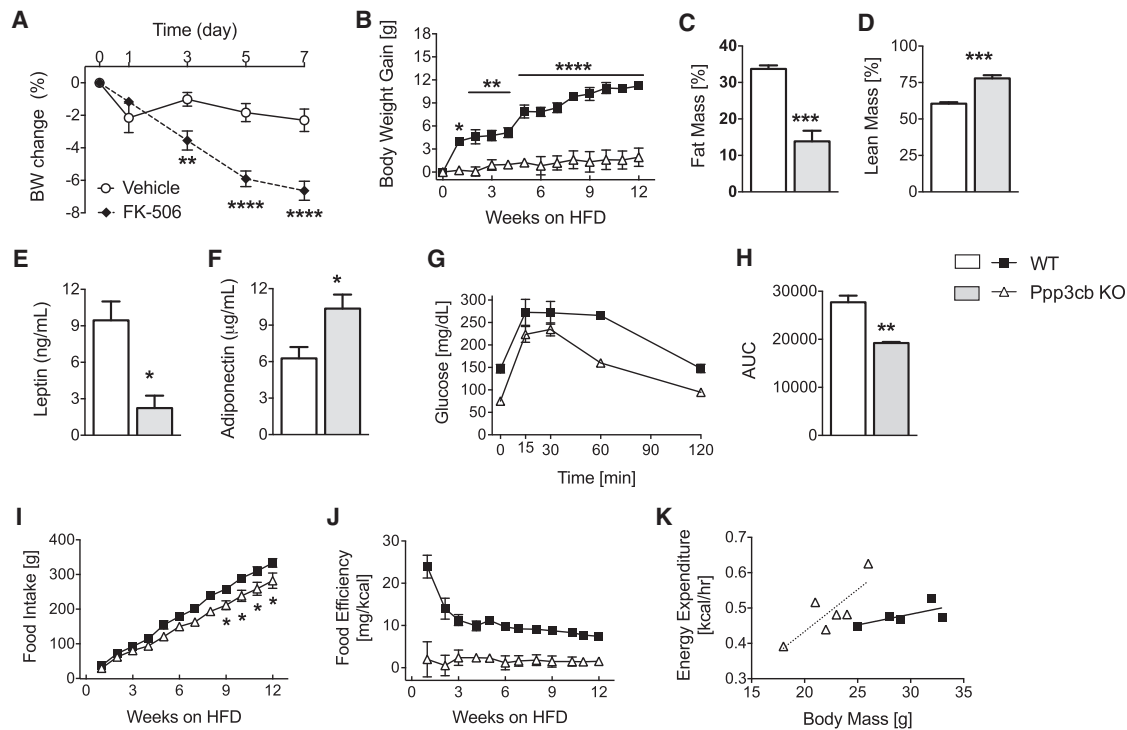 A
Time (day)
0 1 3 5 7
BW change (%)
0
-2
-4
-6
-8
Vehicle
FK-506
**
****
****
B
Body Weight Gain [g]
18
15
12
9
6
3
0
*
**
****
0 3 6 9 12
Weeks on HFD
C
Fat Mass [%]
40
30
20
10
0
***
D
Lean Mass [%]
100
75
50
25
0
***
E
Leptin (ng/mL)
12
9
6
3
0
*
F
Adiponectin (µg/mL)
12
9
6
3
0
*
G
Glucose [mg/dL]
300
250
200
150
100
50
0
0 15 30 60 90 120
Time [min]
H
AUC
30000
20000
10000
0
**
WT
Ppp3cb KO
I
Food Intake [g]
400
300
200
100
0
* * * *
0 3 6 9 12
Weeks on HFD
J
Food Efficiency
[mg/kcal]
30
20
10
0
0 3 6 9 12
Weeks on HFD
K
Energy Expenditure
[kcal/hr]
0.7
0.6
0.5
0.4
0.3
15 20 25 30 35
Body Mass [g]